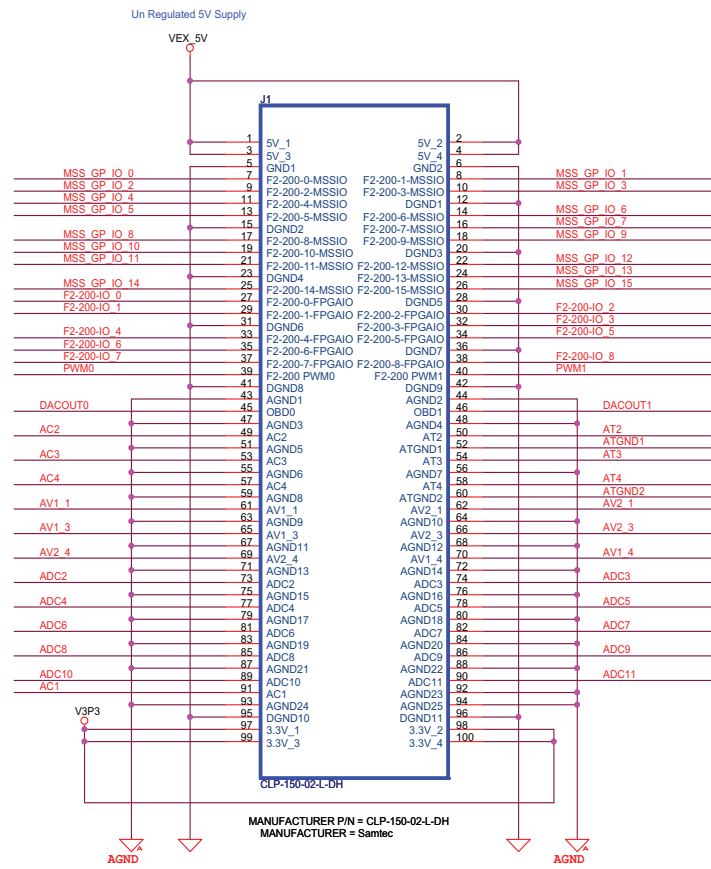 Un Regulated 5V Supply
VEX_5V
J1
1 5V_1 5V_2 2
3 5V_3 5V_4 4
5 GND1 GND2 6
MSS_GP_IO_0 7 F2-200-0-MSSIO F2-200-1-MSSIO 8 MSS_GP_IO_1
MSS_GP_IO_2 9 F2-200-2-MSSIO F2-200-3-MSSIO 10 MSS_GP_IO_3
MSS_GP_IO_4 11 F2-200-4-MSSIO DGND1 12
MSS_GP_IO_5 13 F2-200-5-MSSIO F2-200-6-MSSIO 14 MSS_GP_IO_6
15 DGND2 F2-200-7-MSSIO 16 MSS_GP_IO_7
MSS_GP_IO_8 17 F2-200-8-MSSIO F2-200-9-MSSIO 18 MSS_GP_IO_9
MSS_GP_IO_10 19 F2-200-10-MSSIO DGND3 20
MSS_GP_IO_11 21 F2-200-11-MSSIO F2-200-12-MSSIO 22 MSS_GP_IO_12
23 DGND4 F2-200-13-MSSIO 24 MSS_GP_IO_13
MSS_GP_IO_14 25 F2-200-14-MSSIO F2-200-15-MSSIO 26 MSS_GP_IO_15
F2-200-IO_0 27 F2-200-0-FPGAIO DGND5 28
F2-200-IO_1 29 F2-200-1-FPGAIO F2-200-2-FPGAIO 30 F2-200-IO_2
31 DGND6 F2-200-3-FPGAIO 32 F2-200-IO_3
F2-200-IO_4 33 F2-200-4-FPGAIO F2-200-5-FPGAIO 34 F2-200-IO_5
F2-200-IO_6 35 F2-200-6-FPGAIO DGND7 36
F2-200-IO_7 37 F2-200-7-FPGAIO F2-200-8-FPGAIO 38 F2-200-IO_8
PWM0 39 F2-200 PWM0 F2-200 PWM1 40 PWM1
41 DGND8 DGND9 42
43 AGND1 AGND2 44
DACOUT0 45 OBD0 OBD1 46 DACOUT1
47 AGND3 AGND4 48
AC2 49 AC2 AT2 50 AT2
51 AGND5 ATGND1 52 ATGND1
AC3 53 AC3 AT3 54 AT3
55 AGND6 AGND7 56
AC4 57 AC4 AT4 58 AT4
59 AGND8 ATGND2 60 ATGND2
AV1_1 61 AV1_1 AV2_1 62 AV2_1
63 AGND9 AGND10 64
AV1_3 65 AV1_3 AV2_3 66 AV2_3
67 AGND11 AGND12 68
AV2_4 69 AV2_4 AV1_4 70 AV1_4
71 AGND13 AGND14 72
ADC2 73 ADC2 ADC3 74 ADC3
75 AGND15 AGND16 76
ADC4 77 ADC4 ADC5 78 ADC5
79 AGND17 AGND18 80
ADC6 81 ADC6 ADC7 82 ADC7
83 AGND19 AGND20 84
ADC8 85 ADC8 ADC9 86 ADC9
87 AGND21 AGND22 88
ADC10 89 ADC10 ADC11 90 ADC11
AC1 91 AC1 AGND23 92
93 AGND24 AGND25 94
95 DGND10 DGND11 96
V3P3
97 3.3V_1 3.3V_2 98
99 3.3V_3 3.3V_4 100
CLP-150-02-L-DH
MANUFACTURER P/N = CLP-150-02-L-DH
MANUFACTURER = Samtec
A A
AGND AGND